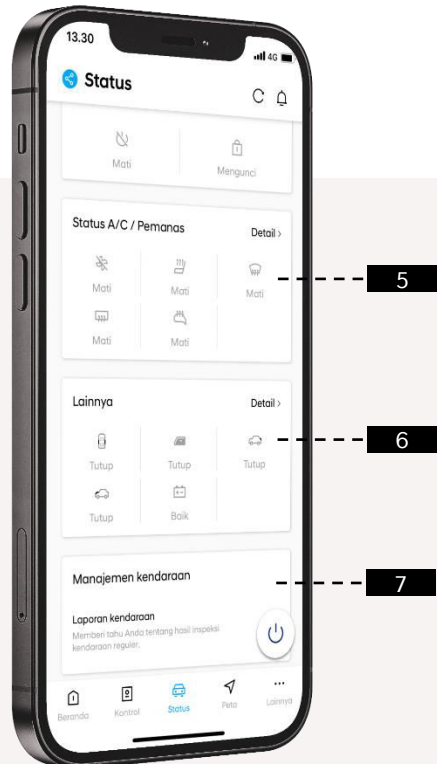 13.30
4G
Status
Mati
Mengunci
Status A/C / Pemanas
Detail >
Mati
Mati
Mati
Mati
Mati
Lainnya
Detail >
Tutup
Tutup
Tutup
Tutup
Baik
Manajemen kendaraan
Laporan kendaraan
Memberi tahu Anda tentang hasil inspeksi
kendaraan reguler.
Beranda
Kontrol
Status
Peta
Lainnya
5
6
7